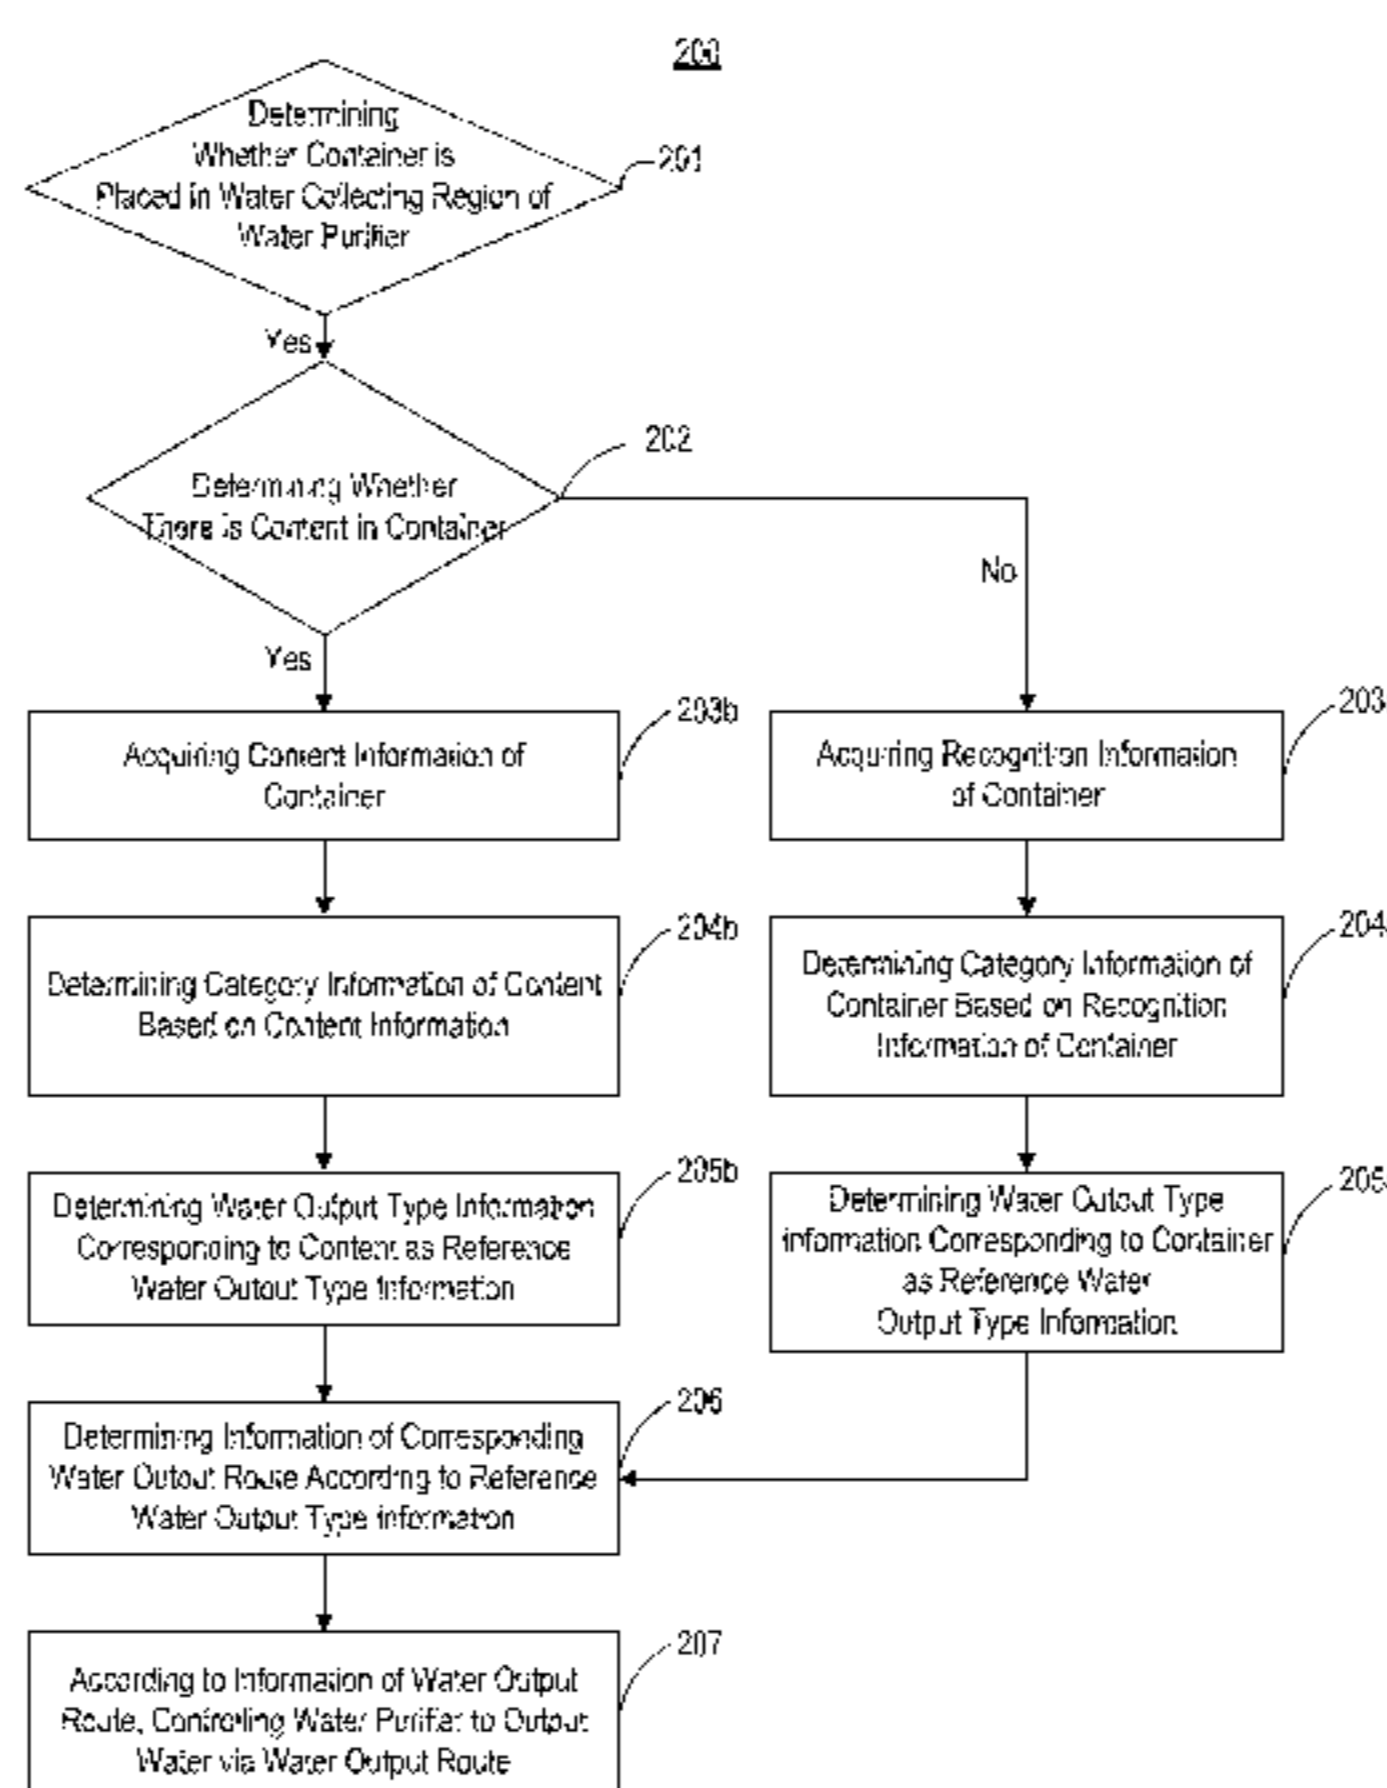 200
Determining
Whether Container is
Placed in Water Collecting Region of
Water Purifier
201
Yes
202
Determining Whether
There is Content in Container
No
Yes
203b
203
Acquiring Content Information of
Container
Acquiring Recognition Information
of Container
204b
204
Determining Category Information of Content
Based on Content Information
Determining Category Information of
Container Based on Recognition
Information of Container
205b
205
Determining Water Output Type Information
Corresponding to Content as Reference
Water Output Type Information
Determining Water Output Type
information Corresponding to Container
as Reference Water
Output Type Information
206
Determining Information of Corresponding
Water Output Route According to Reference
Water Output Type information
207
According to Information of Water Output
Route, Controlling Water Purifier to Output
Water via Water Output Route